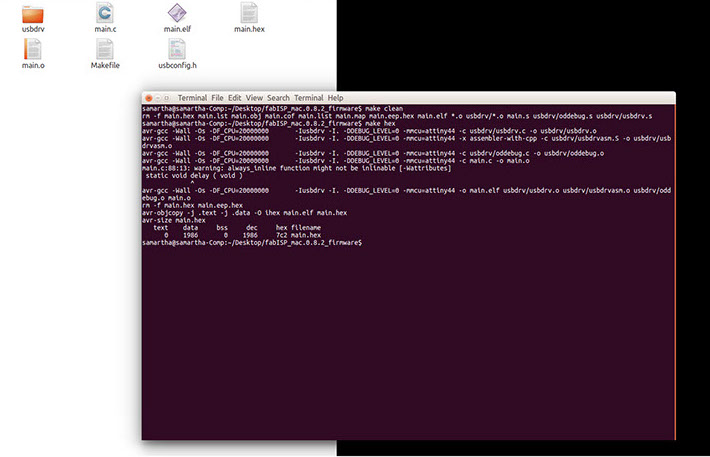 usbdrv
main.c
main.elf
main.hex
main.o
Makefile
usbconfig.h
Terminal File Edit View Search Terminal Help
samartha@samartha-Comp:~/Desktop/fabISP_mac.0.8.2_firmware$ make clean
rm -f main.hex main.lst main.obj main.cof main.list main.map main.eep.hex main.elf *.o usbdrv/*.o main.s usbdrv/oddebug.s usbdrv/usbdrv.s
samartha@samartha-Comp:~/Desktop/fabISP_mac.0.8.2_firmware$ make hex
avr-gcc -Wall -Os -DF_CPU=20000000 -Iusbdrv -I. -DDEBUG_LEVEL=0 -mmcu=attiny44 -c usbdrv/usbdrv.c -o usbdrv/usbdrv.o
avr-gcc -Wall -Os -DF_CPU=20000000 -Iusbdrv -I. -DDEBUG_LEVEL=0 -mmcu=attiny44 -x assembler-with-cpp -c usbdrv/usbdrvasm.S -o usbdrv/usb
drvasm.o
avr-gcc -Wall -Os -DF_CPU=20000000 -Iusbdrv -I. -DDEBUG_LEVEL=0 -mmcu=attiny44 -c usbdrv/oddebug.c -o usbdrv/oddebug.o
avr-gcc -Wall -Os -DF_CPU=20000000 -Iusbdrv -I. -DDEBUG_LEVEL=0 -mmcu=attiny44 -c main.c -o main.o
main.c:88:13: warning: always_inline function might not be inlinable [-Wattributes]
static void delay ( void )
^
avr-gcc -Wall -Os -DF_CPU=20000000 -Iusbdrv -I. -DDEBUG_LEVEL=0 -mmcu=attiny44 -o main.elf usbdrv/usbdrv.o usbdrv/usbdrvasm.o usbdrv/odd
ebug.o main.o
rm -f main.hex main.eep.hex
avr-objcopy -j .text -j .data -O ihex main.elf main.hex
avr-size main.hex
text data bss dec hex filename
0 1986 0 1986 7c2 main.hex
samartha@samartha-Comp:~/Desktop/fabISP_mac.0.8.2_firmware$